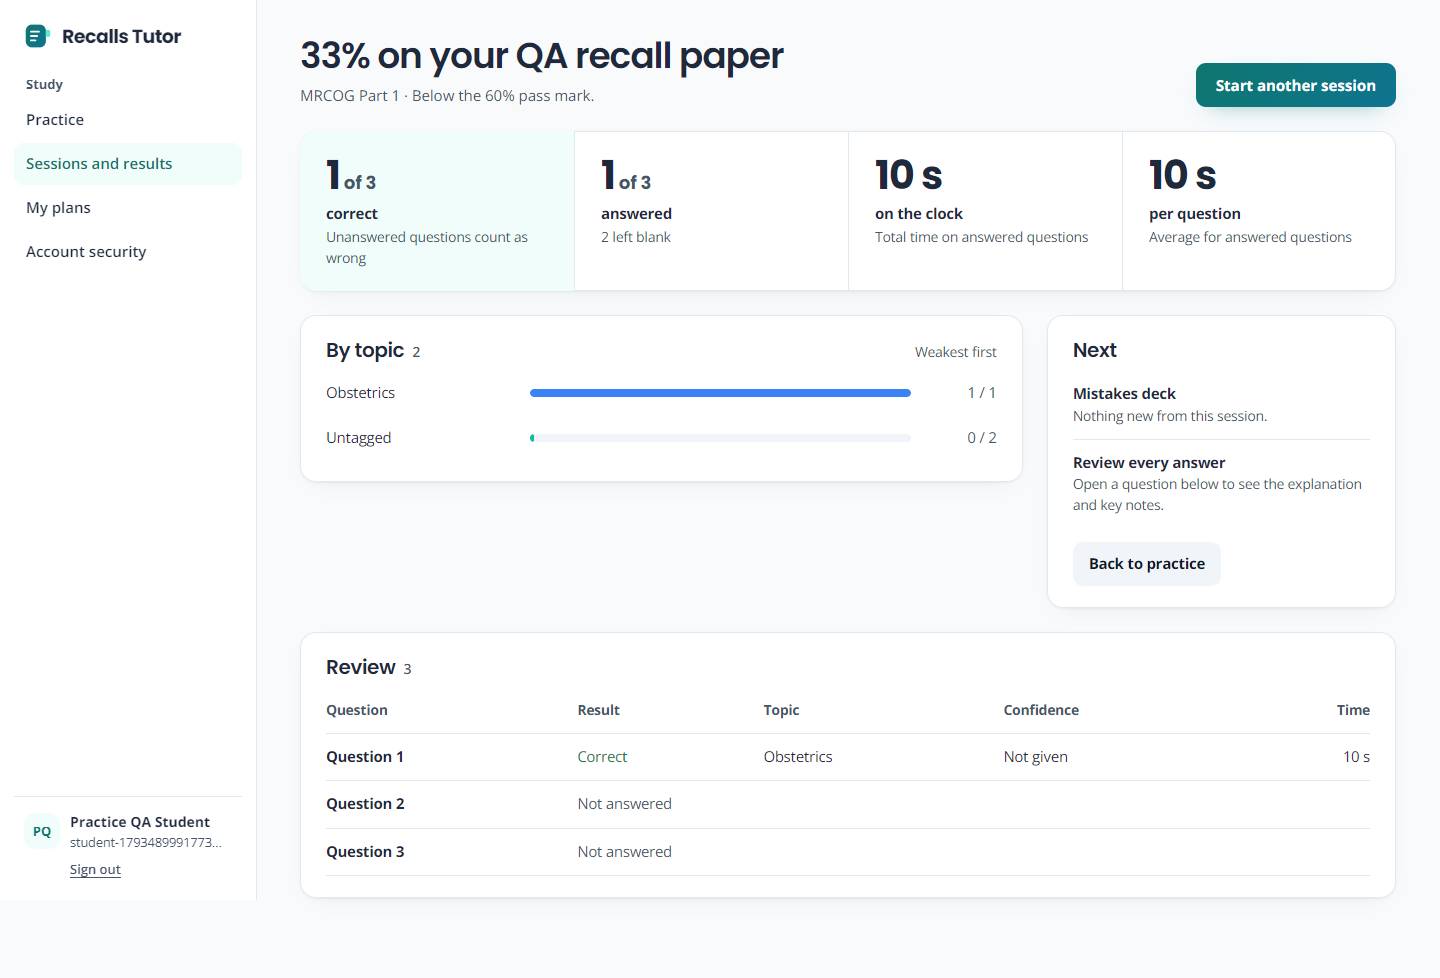 Recalls Tutor
Study
Practice
Sessions and results
My plans
Account security
PQ
Practice QA Student
student-1793489991773...
Sign out
33% on your QA recall paper
MRCOG Part 1 · Below the 60% pass mark.
Start another session
1 of 3
correct
Unanswered questions count as
wrong
1 of 3
answered
2 left blank
10 s
on the clock
Total time on answered questions
10 s
per question
Average for answered questions
By topic 2
Weakest first
Obstetrics 1 / 1
Untagged 0 / 2
Next
Mistakes deck
Nothing new from this session.
Review every answer
Open a question below to see the explanation
and key notes.
Back to practice
Review 3
Question Result Topic Confidence Time
Question 1 Correct Obstetrics Not given 10 s
Question 2 Not answered
Question 3 Not answered